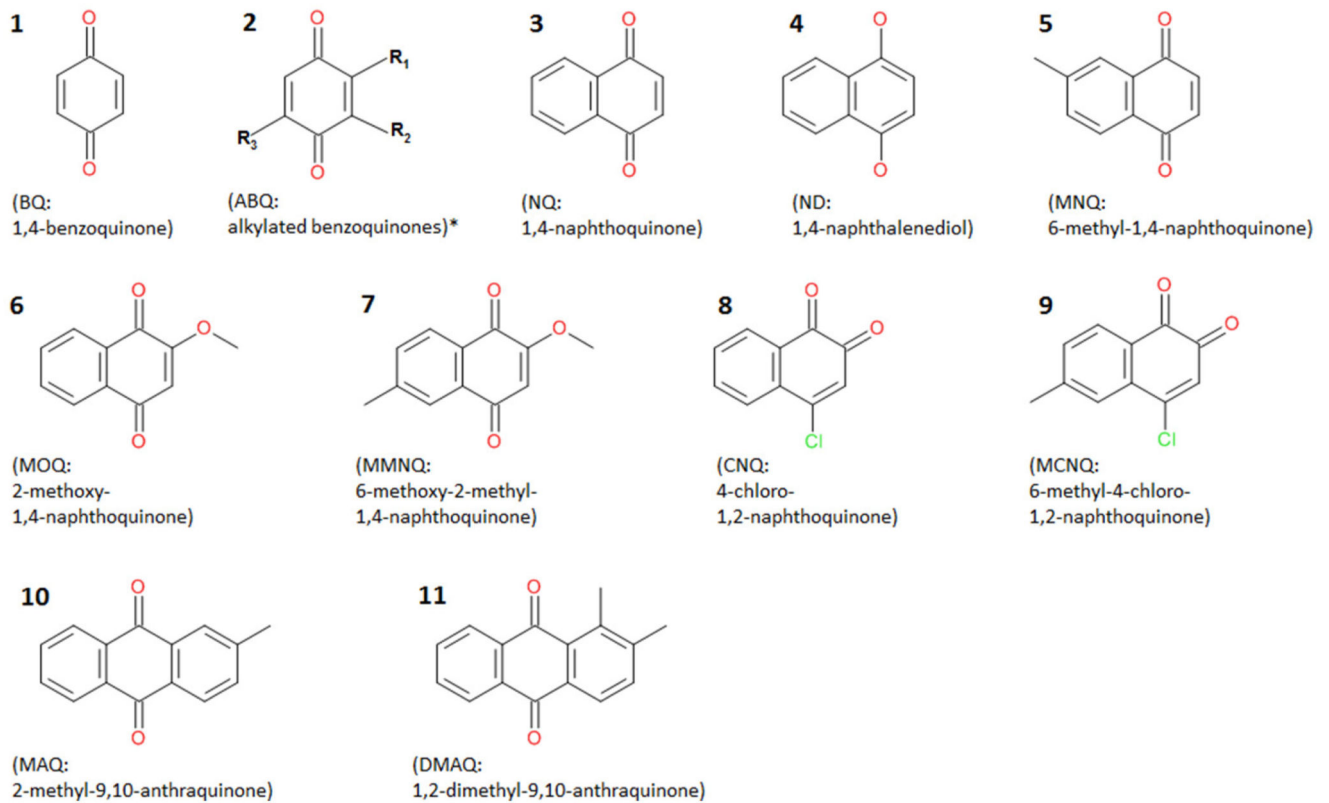 1
O
O
(BQ:
1,4-benzoquinone)
2
O
R₁
R₂
R₃
O
(ABQ:
alkylated benzoquinones)*
3
O
O
(NQ:
1,4-naphthoquinone)
4
O
O
(ND:
1,4-naphthalenediol)
5
O
O
(MNQ:
6-methyl-1,4-naphthoquinone)
6
O
O
O
(MOQ:
2-methoxy-
1,4-naphthoquinone)
7
O
O
O
(MMNQ:
6-methoxy-2-methyl-
1,4-naphthoquinone)
8
O
O
Cl
(CNQ:
4-chloro-
1,2-naphthoquinone)
9
O
O
Cl
(MCNQ:
6-methyl-4-chloro-
1,2-naphthoquinone)
10
O
O
(MAQ:
2-methyl-9,10-anthraquinone)
11
O
O
(DMAQ:
1,2-dimethyl-9,10-anthraquinone)